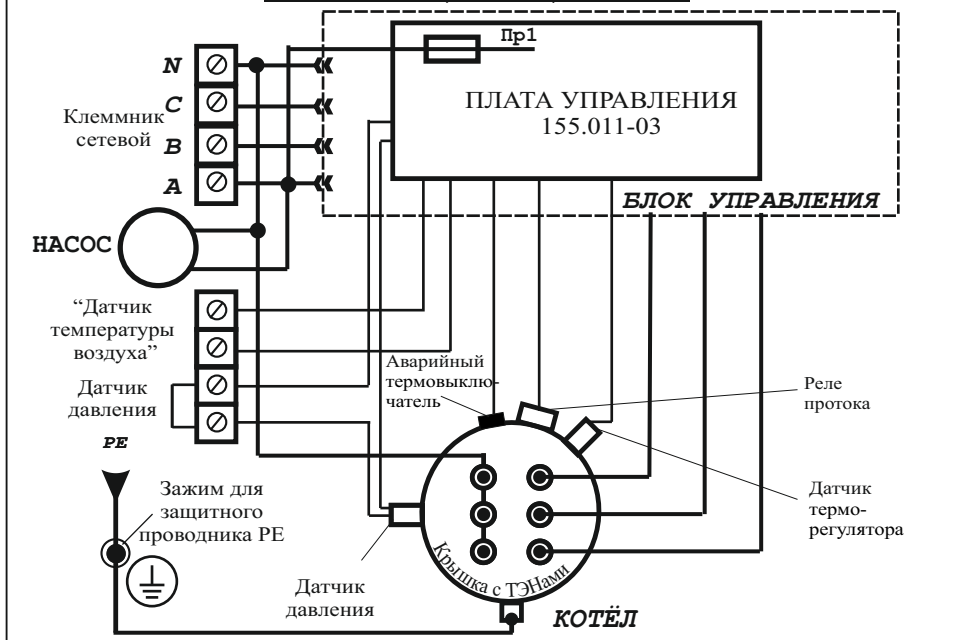 Пр1
ПЛАТА УПРАВЛЕНИЯ
155.011-03
N
C
B
A
Клеммник
сетевой
БЛОК УПРАВЛЕНИЯ
НАСОС
“Датчик
температуры
воздуха”
Датчик
давления
PE
Аварийный
термовыклю-
чатель
Реле
протока
Зажим для
защитного
проводника PE
Датчик
термо-
регулятора
Датчик
давления
Крышка с ТЭНами
КОТЁЛ